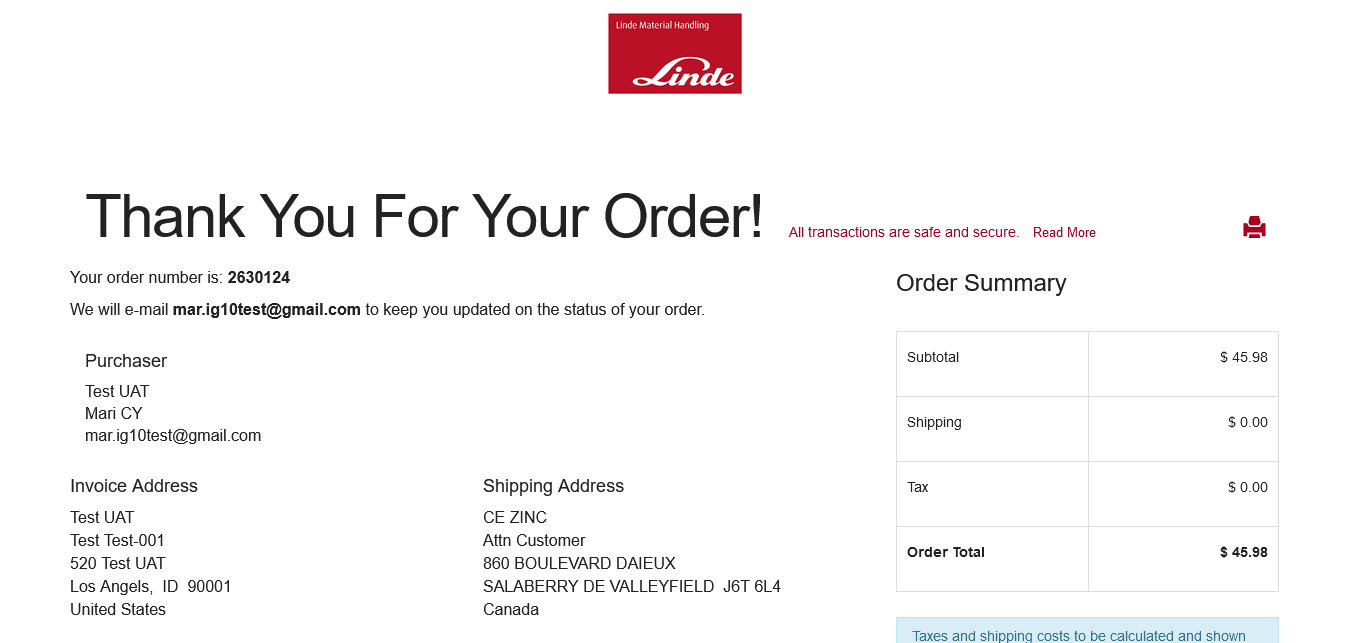 Linde Material Handling
Linde
Thank You For Your Order!
All transactions are safe and secure. Read More
Your order number is: 2630124
We will e-mail mar.ig10test@gmail.com to keep you updated on the status of your order.
Purchaser
Test UAT
Mari CY
mar.ig10test@gmail.com
Invoice Address
Test UAT
Test Test-001
520 Test UAT
Los Angels,  ID  90001
United States
Shipping Address
CE ZINC
Attn Customer
860 BOULEVARD DAIEUX
SALABERRY DE VALLEYFIELD  J6T 6L4
Canada
Order Summary
Subtotal $ 45.98
Shipping $ 0.00
Tax $ 0.00
Order Total $ 45.98
Taxes and shipping costs to be calculated and shown